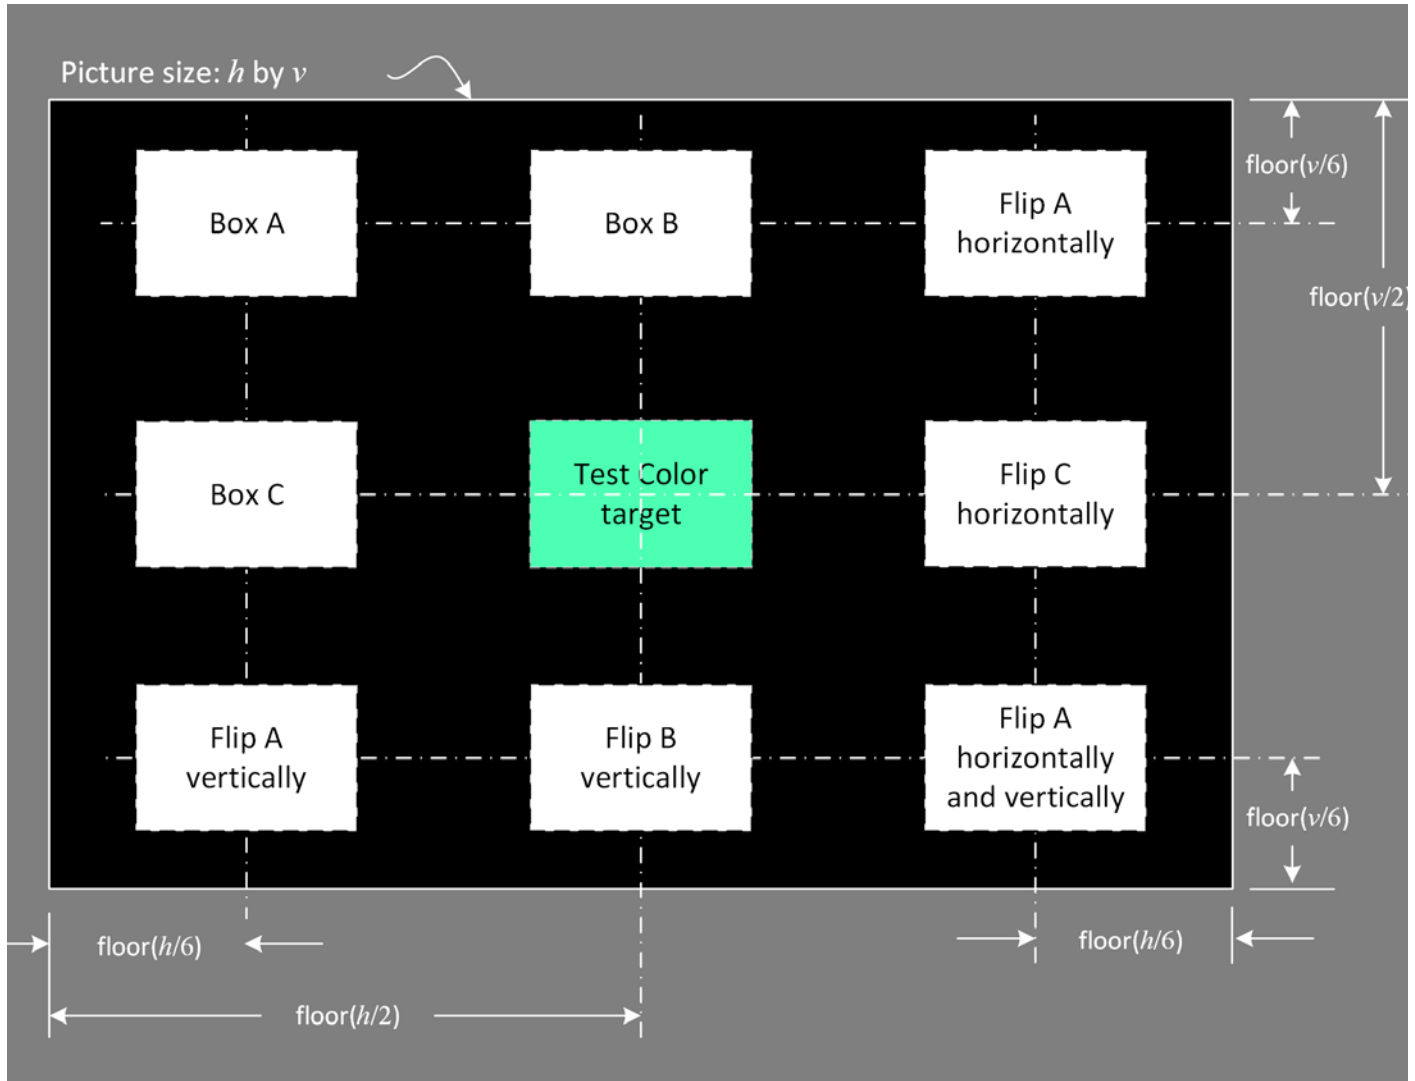 Picture size: h by v
Box A
Box B
Flip A
horizontally
floor(v/6)
floor(v/2)
Box C
Test Color
target
Flip C
horizontally
Flip A
vertically
Flip B
vertically
Flip A
horizontally
and vertically
floor(v/6)
floor(h/6)
floor(h/6)
floor(h/2)